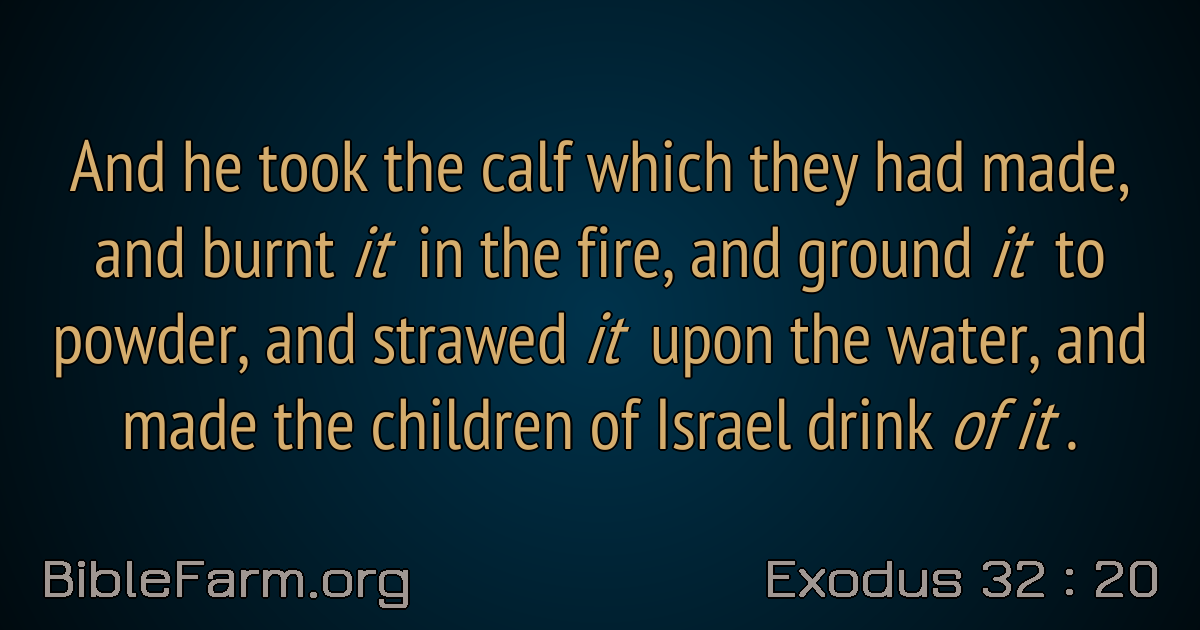 And he took the calf which they had made,
and burnt it in the fire, and ground it to
powder, and strawed it upon the water, and
made the children of Israel drink of it .
BibleFarm.org
Exodus 32 : 20